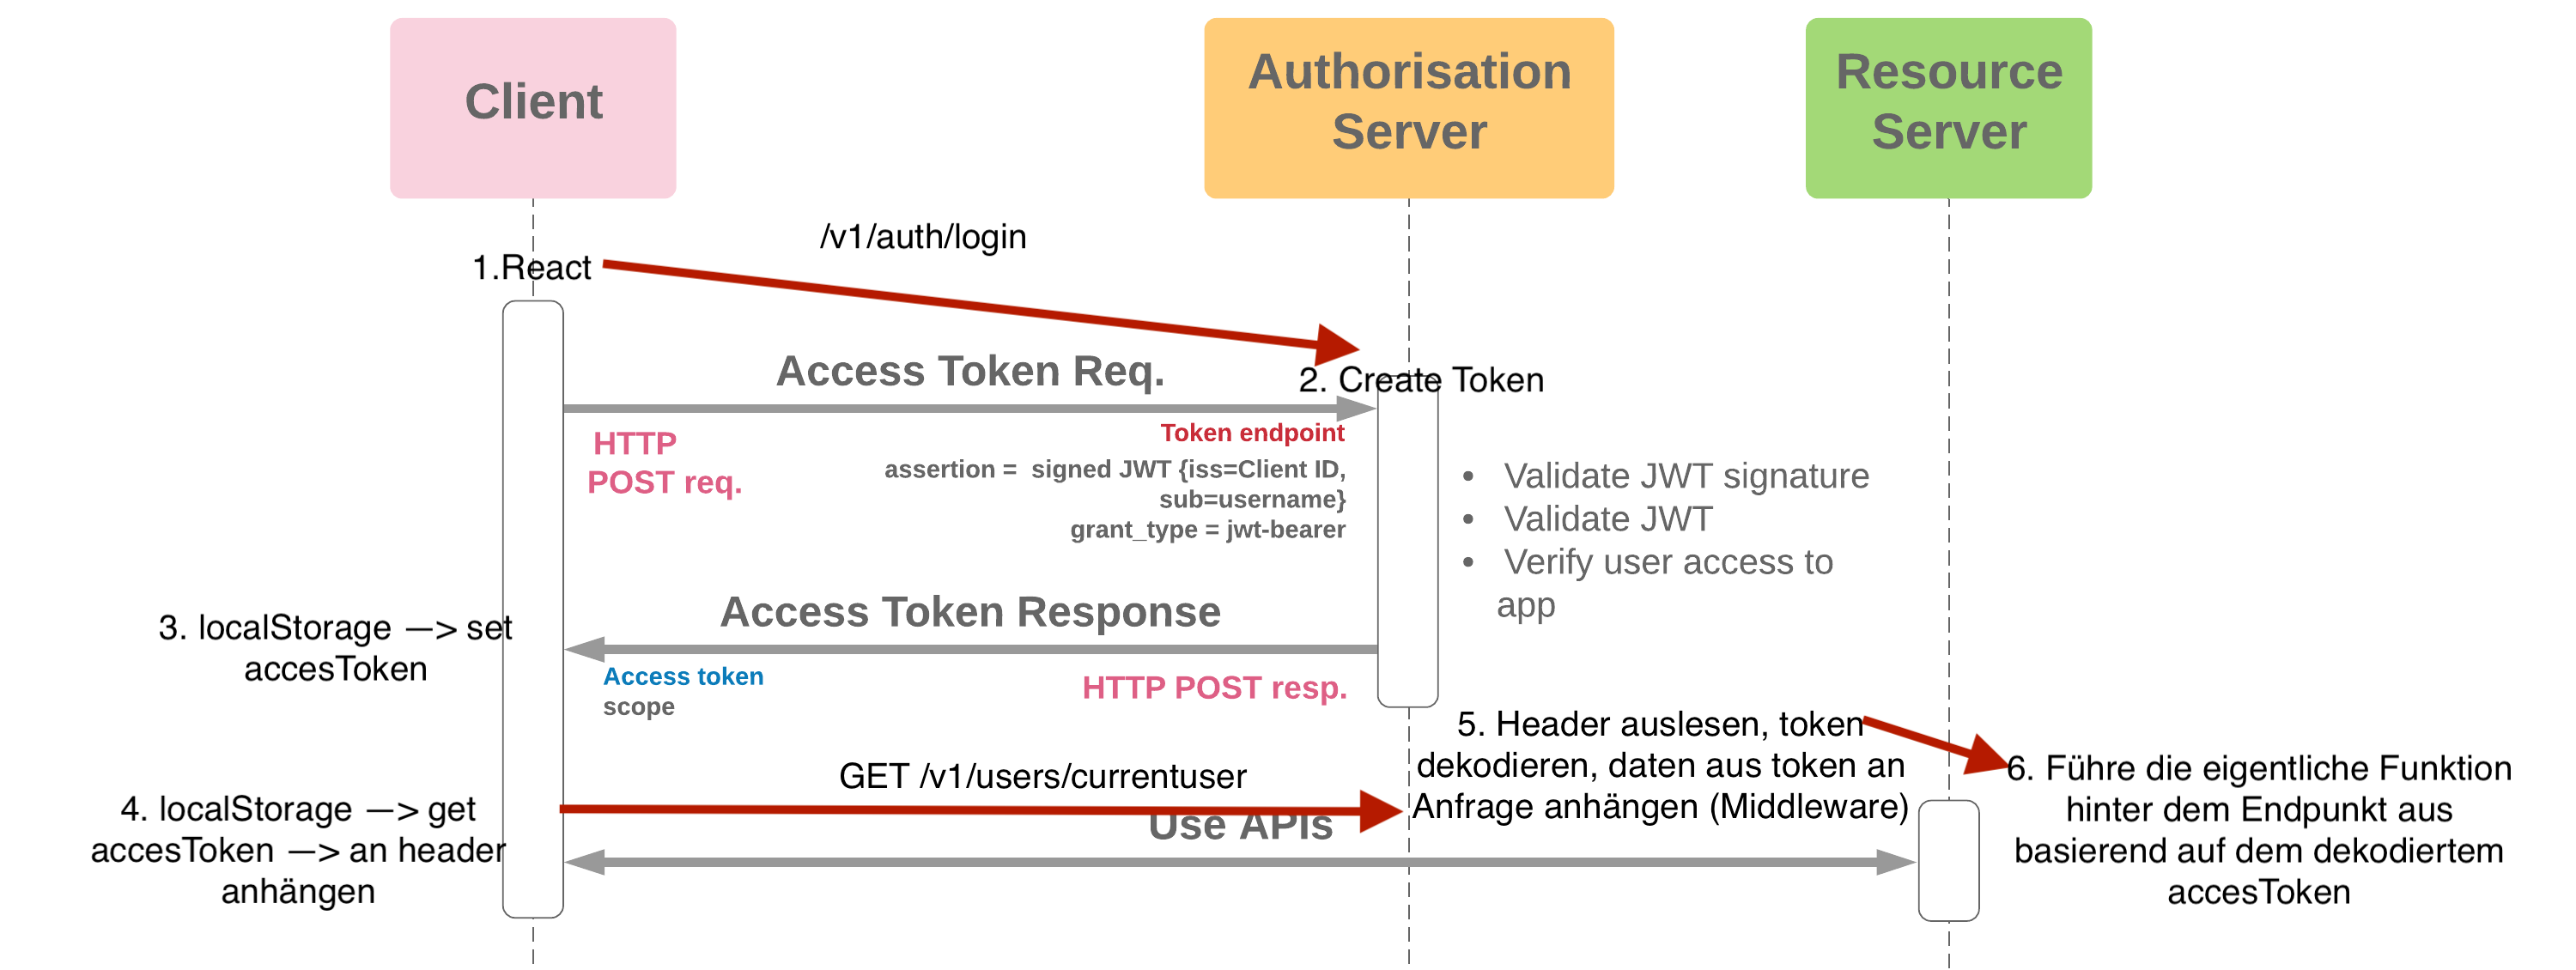 Client
Authorisation
Server
Resource
Server
/v1/auth/login
1.React
Access Token Req.
2. Create Token
HTTP
POST req.
Token endpoint
assertion =  signed JWT {iss=Client ID,
sub=username}
grant_type = jwt-bearer
• Validate JWT signature
• Validate JWT
• Verify user access to
app
Access Token Response
3. localStorage —> set
accesToken
Access token
scope
HTTP POST resp.
5. Header auslesen, token
dekodieren, daten aus token an
Anfrage anhängen (Middleware)
GET /v1/users/currentuser
6. Führe die eigentliche Funktion
hinter dem Endpunkt aus
basierend auf dem dekodiertem
accesToken
4. localStorage —> get
accesToken —> an header
anhängen
Use APIs